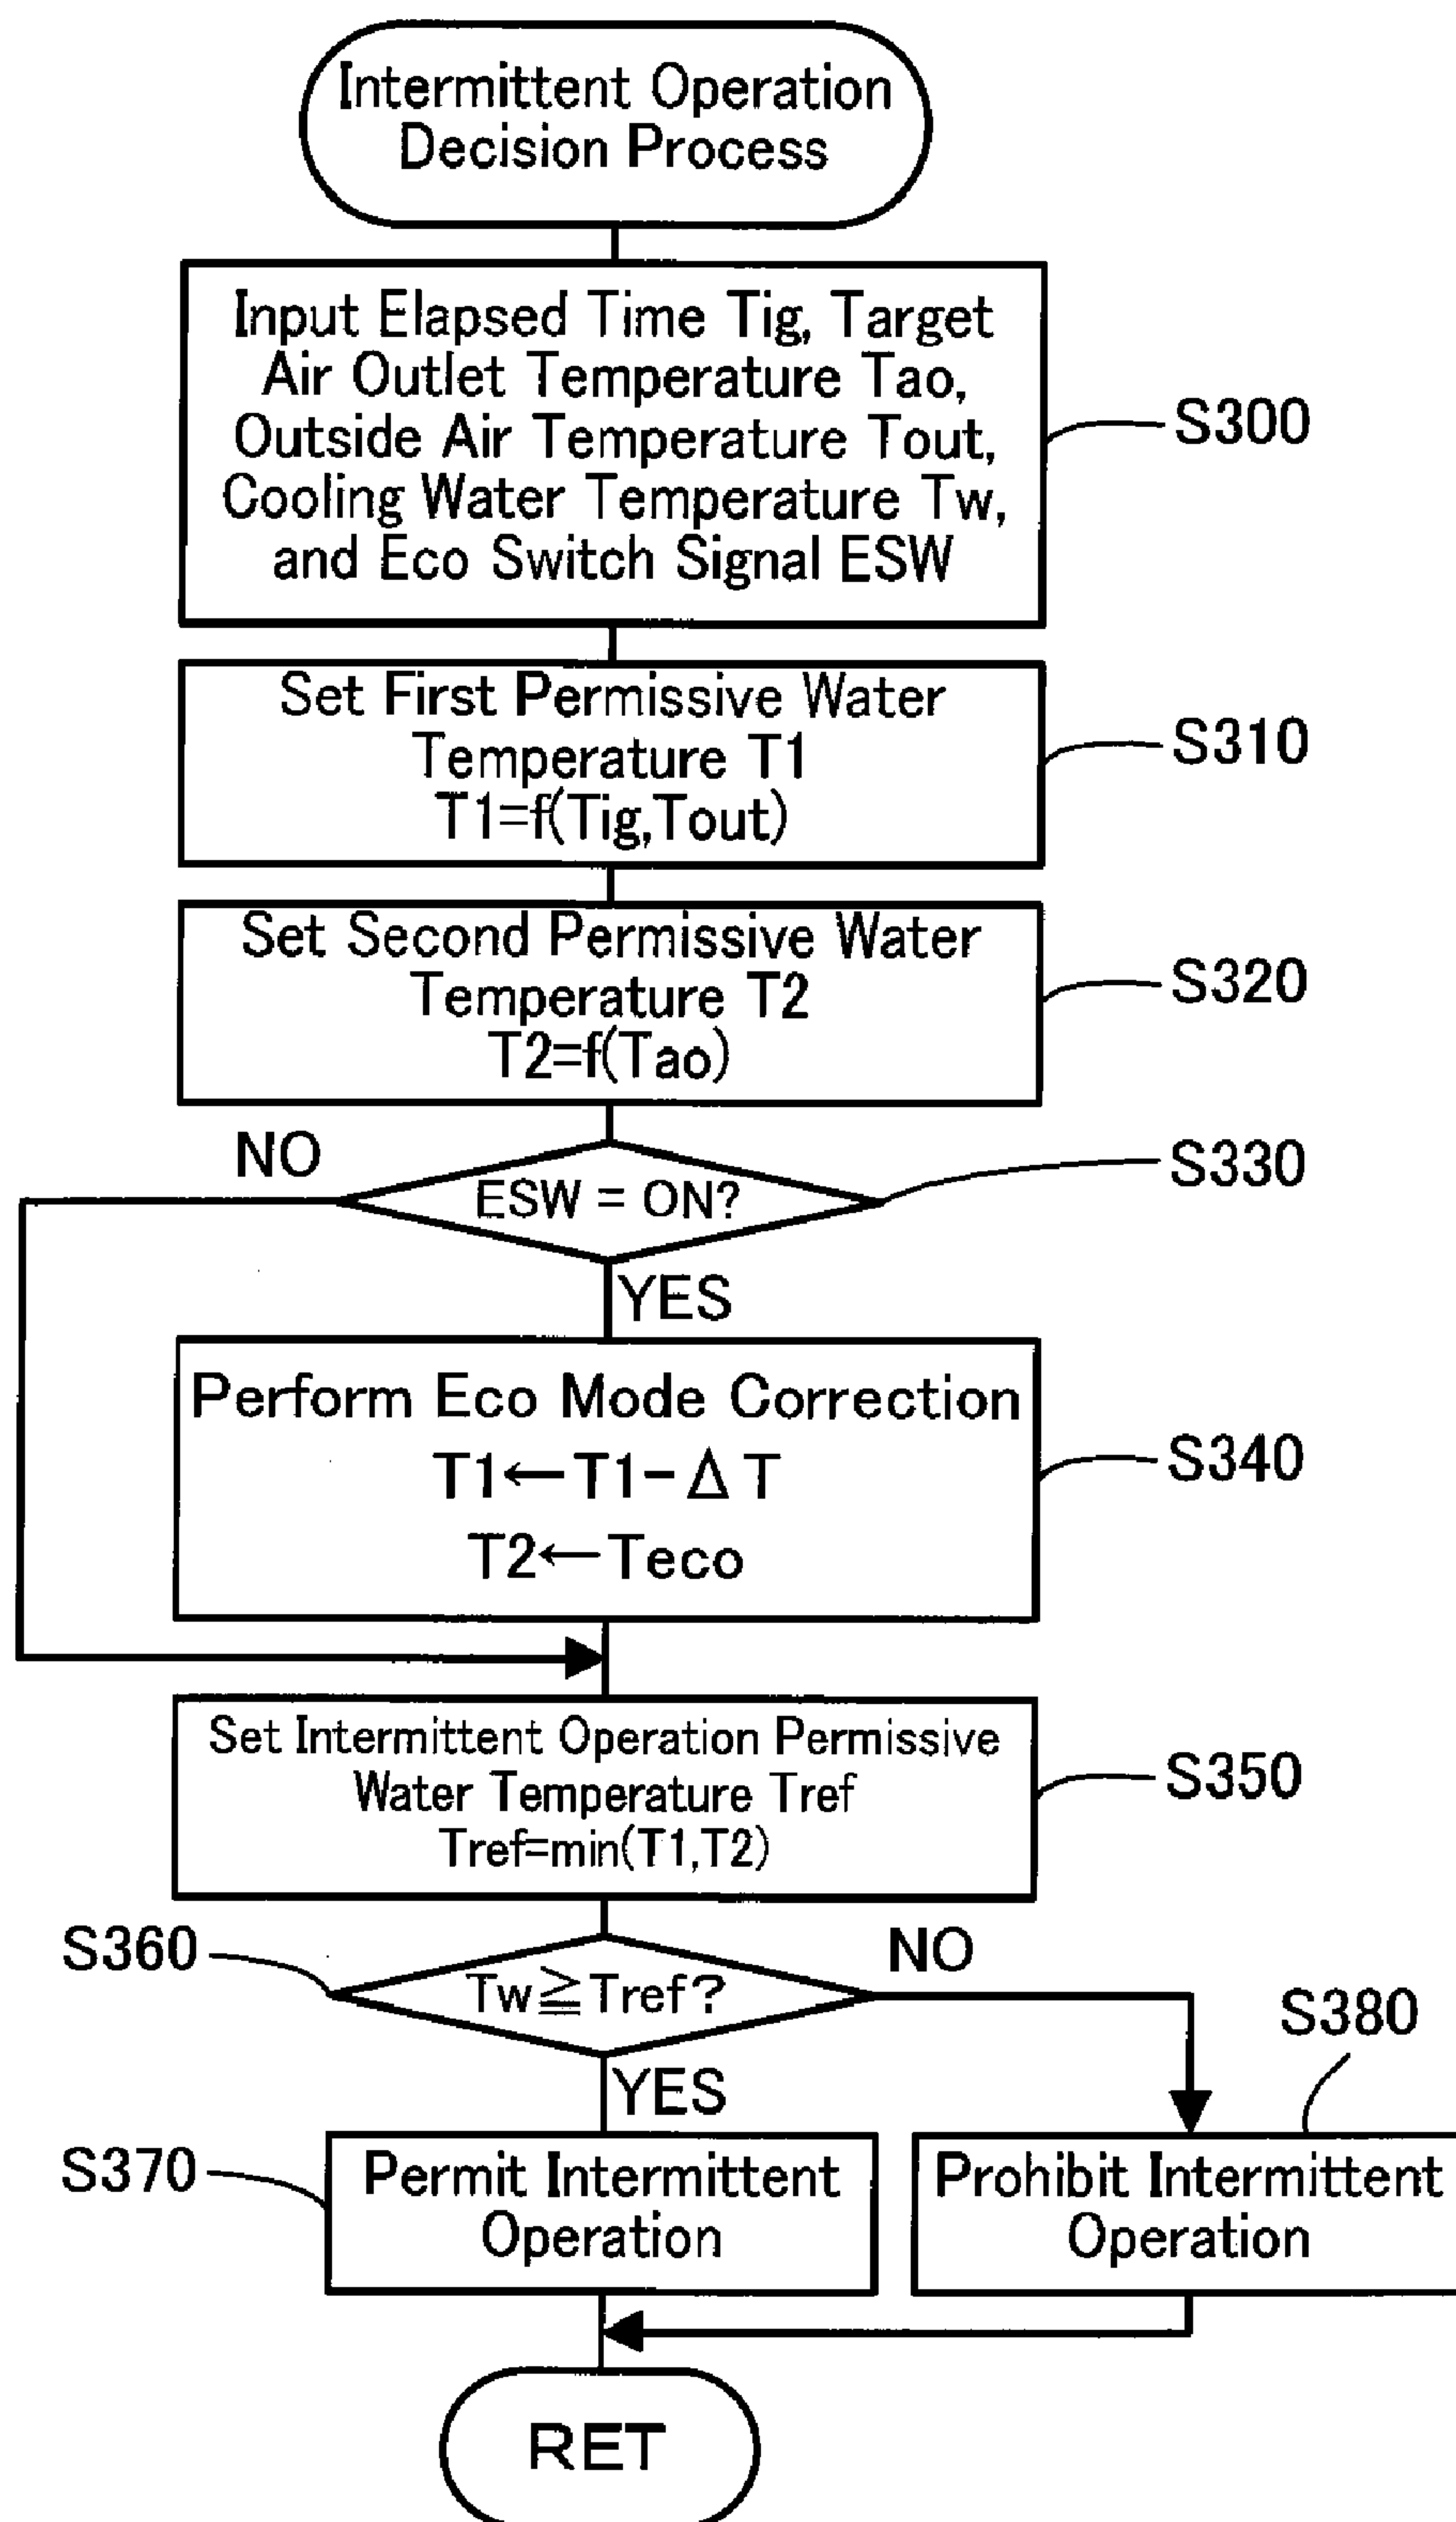 Intermittent Operation
Decision Process
Input Elapsed Time Tig, Target
Air Outlet Temperature Tao,
Outside Air Temperature Tout,
Cooling Water Temperature Tw,
and Eco Switch Signal ESW
S300
Set First Permissive Water
Temperature T1
T1=f(Tig,Tout)
S310
Set Second Permissive Water
Temperature T2
T2=f(Tao)
S320
NO
ESW = ON?
S330
YES
Perform Eco Mode Correction
T1←T1-ΔT
T2←Teco
S340
Set Intermittent Operation Permissive
Water Temperature Tref
Tref=min(T1,T2)
S350
S360
Tw≧Tref?
NO
YES
S380
S370
Permit Intermittent
Operation
Prohibit Intermittent
Operation
RET